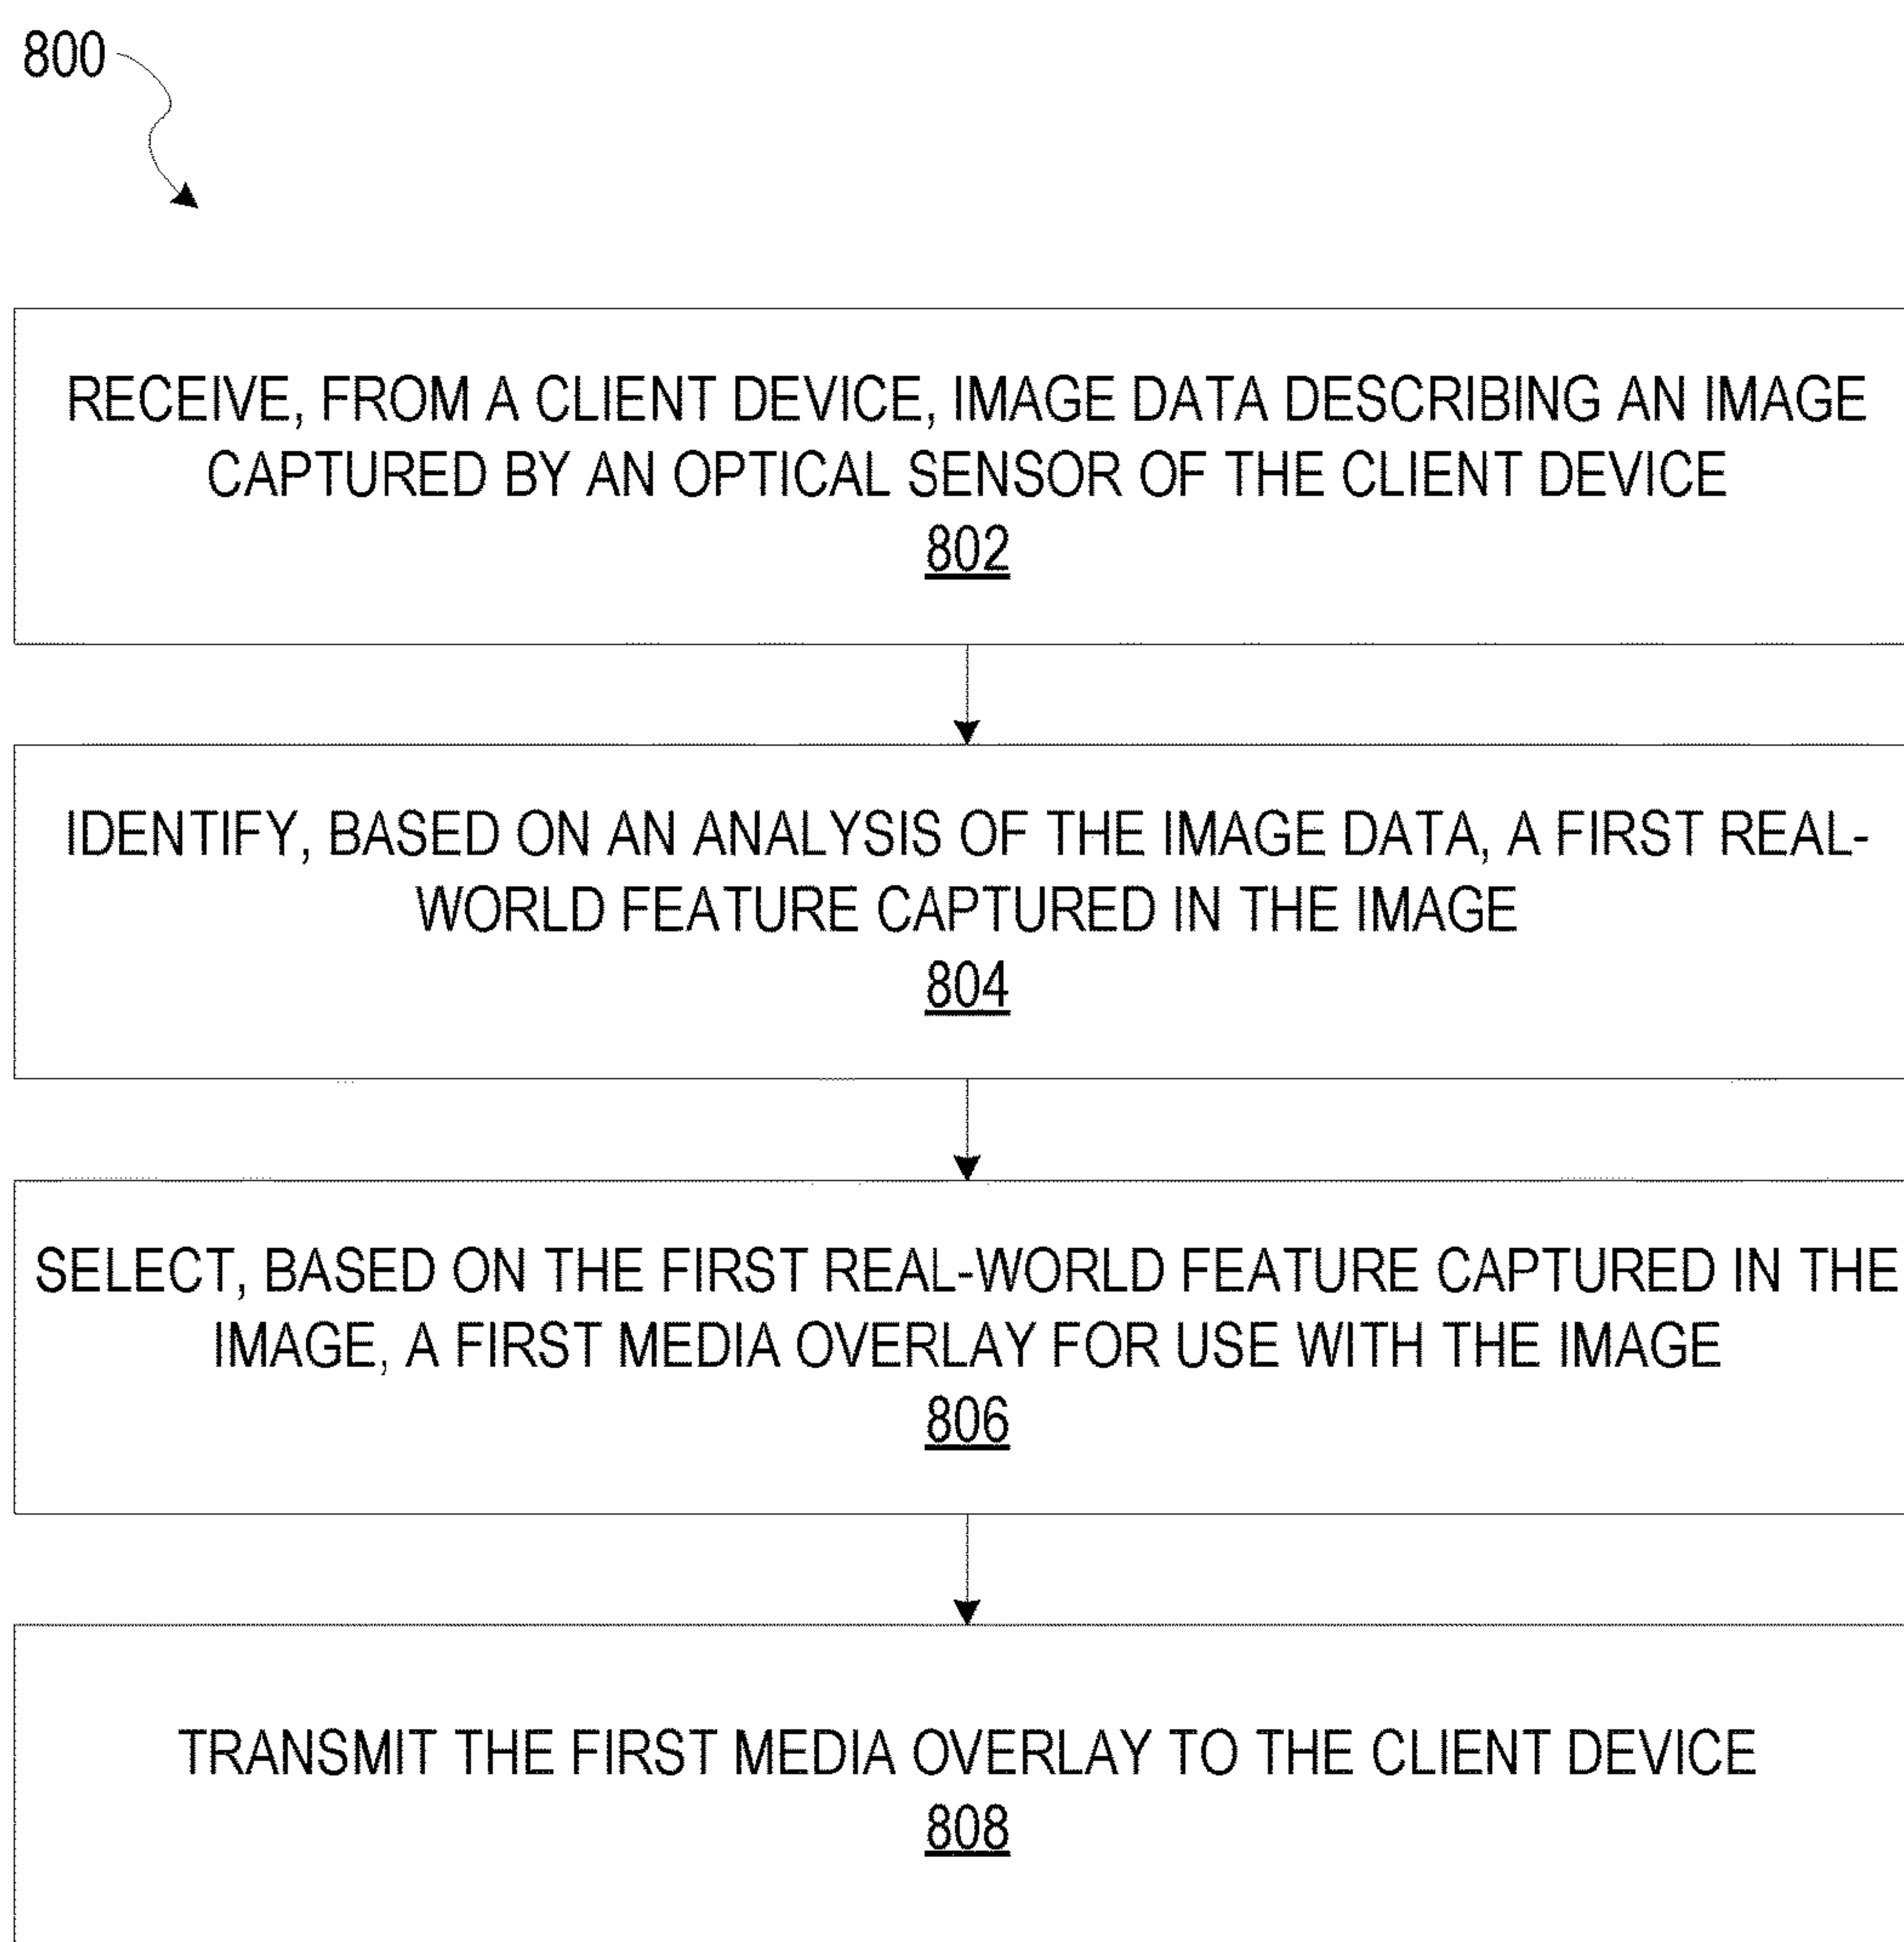 800
RECEIVE, FROM A CLIENT DEVICE, IMAGE DATA DESCRIBING AN IMAGE
CAPTURED BY AN OPTICAL SENSOR OF THE CLIENT DEVICE
802
IDENTIFY, BASED ON AN ANALYSIS OF THE IMAGE DATA, A FIRST REAL-
WORLD FEATURE CAPTURED IN THE IMAGE
804
SELECT, BASED ON THE FIRST REAL-WORLD FEATURE CAPTURED IN THE
IMAGE, A FIRST MEDIA OVERLAY FOR USE WITH THE IMAGE
806
TRANSMIT THE FIRST MEDIA OVERLAY TO THE CLIENT DEVICE
808